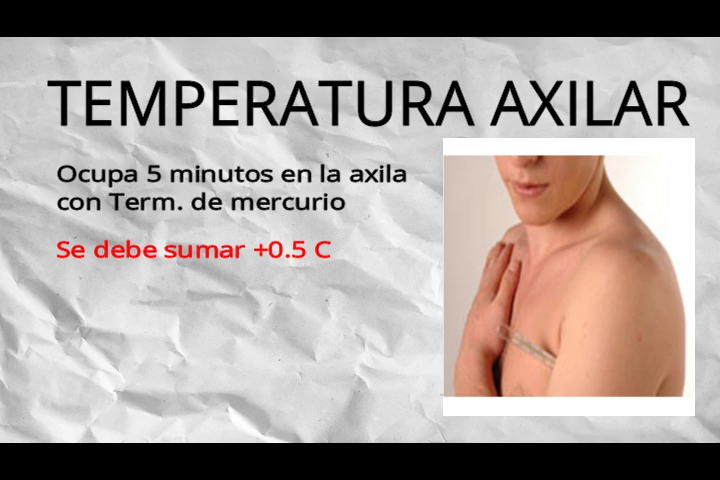 TEMPERATURA AXILAR
Ocupa 5 minutos en la axila
con Term. de mercurio
Se debe sumar +0.5 C